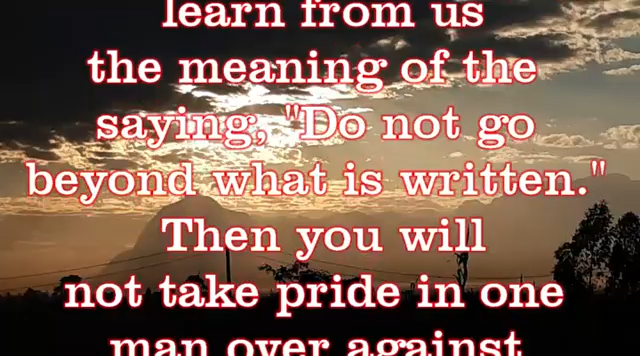 learn from us
the meaning of the
saying, "Do not go
beyond what is written."
Then you will
not take pride in one
man over against